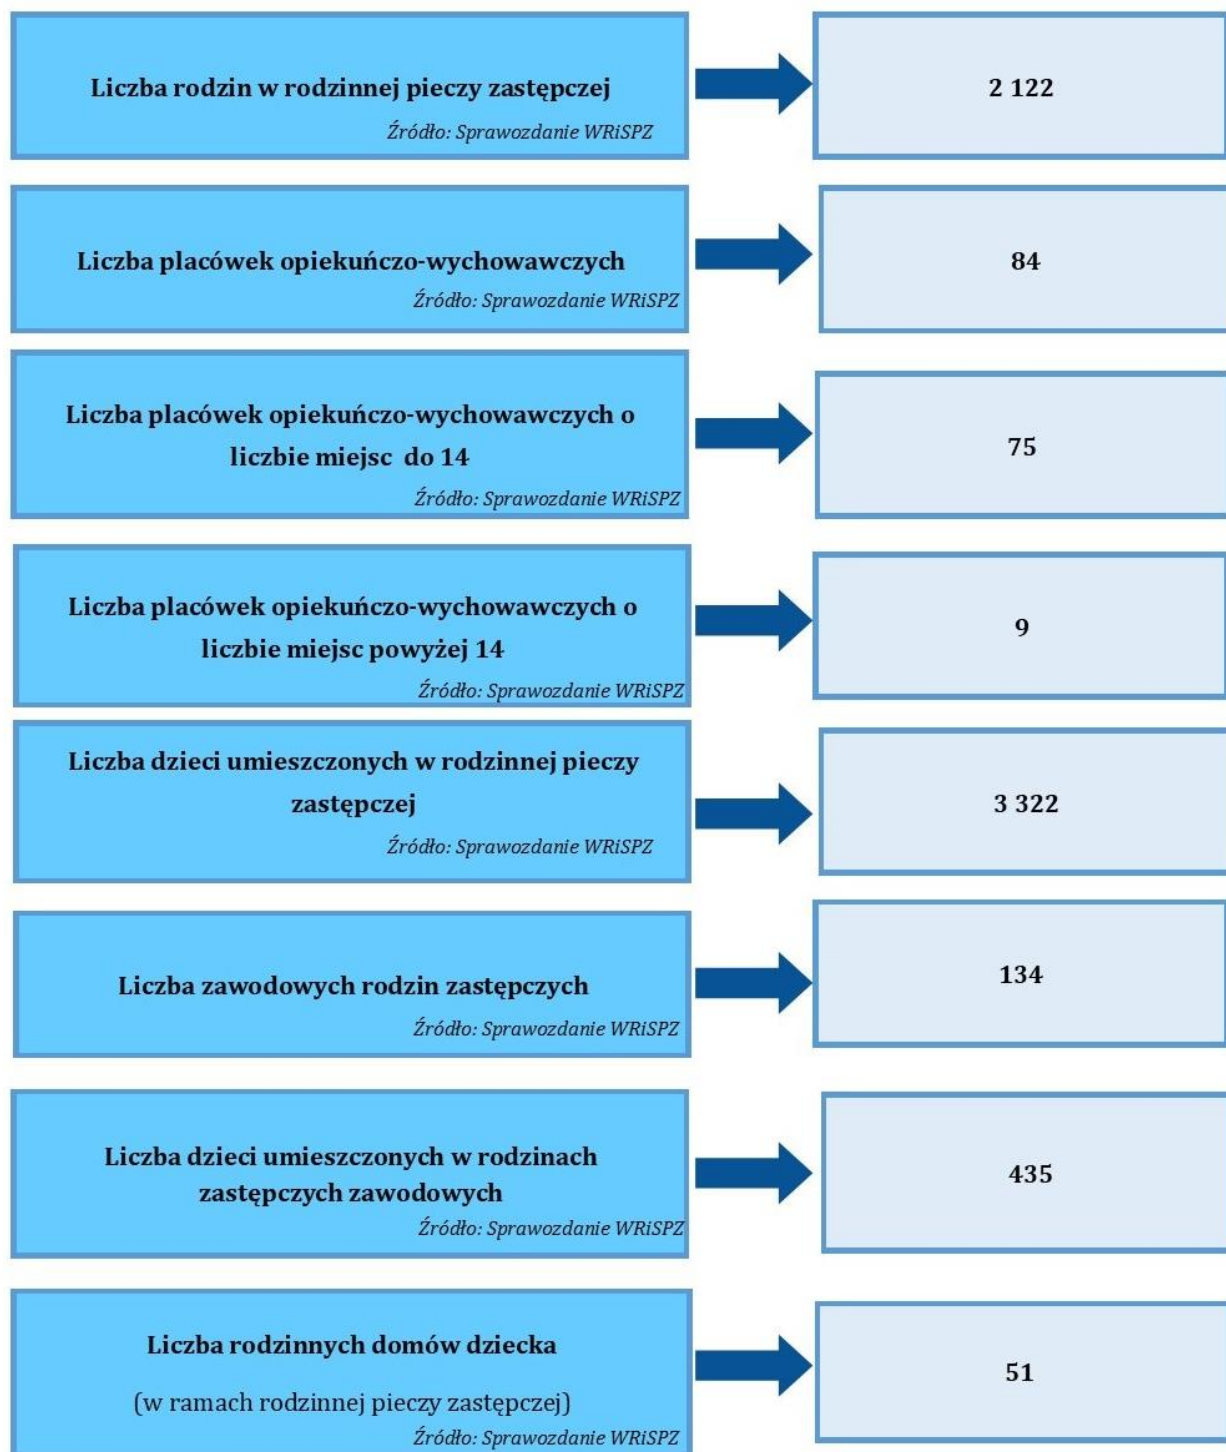 Liczba rodzin w rodzinnej pieczy zastępczej
Źródło: Sprawozdanie WRiSPZ
2 122
Liczba placówek opiekuńczo-wychowawczych
Źródło: Sprawozdanie WRiSPZ
84
Liczba placówek opiekuńczo-wychowawczych o
liczbie miejsc do 14
Źródło: Sprawozdanie WRiSPZ
75
Liczba placówek opiekuńczo-wychowawczych o
liczbie miejsc powyżej 14
Źródło: Sprawozdanie WRiSPZ
9
Liczba dzieci umieszczonych w rodzinnej pieczy
zastępczej
Źródło: Sprawozdanie WRiSPZ
3 322
Liczba zawodowych rodzin zastępczych
Źródło: Sprawozdanie WRiSPZ
134
Liczba dzieci umieszczonych w rodzinach
zastępczych zawodowych
Źródło: Sprawozdanie WRiSPZ
435
Liczba rodzinnych domów dziecka
(w ramach rodzinnej pieczy zastępczej)
Źródło: Sprawozdanie WRiSPZ
51